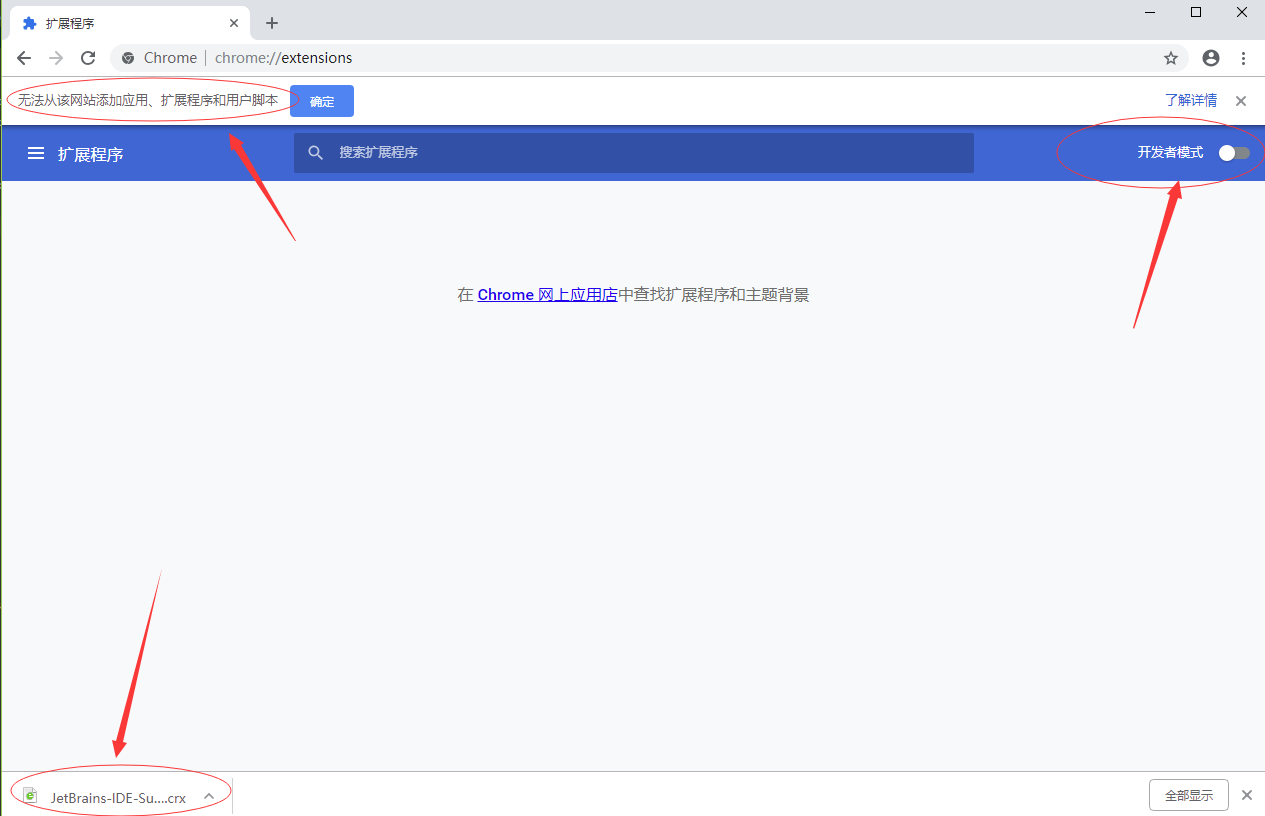 扩展程序
Chrome | chrome://extensions
无法从该网站添加应用、扩展程序和用户脚本
确定
了解详情
扩展程序
搜索扩展程序
开发者模式
在 Chrome 网上应用店中查找扩展程序和主题背景
JetBrains-IDE-Su....crx
全部显示